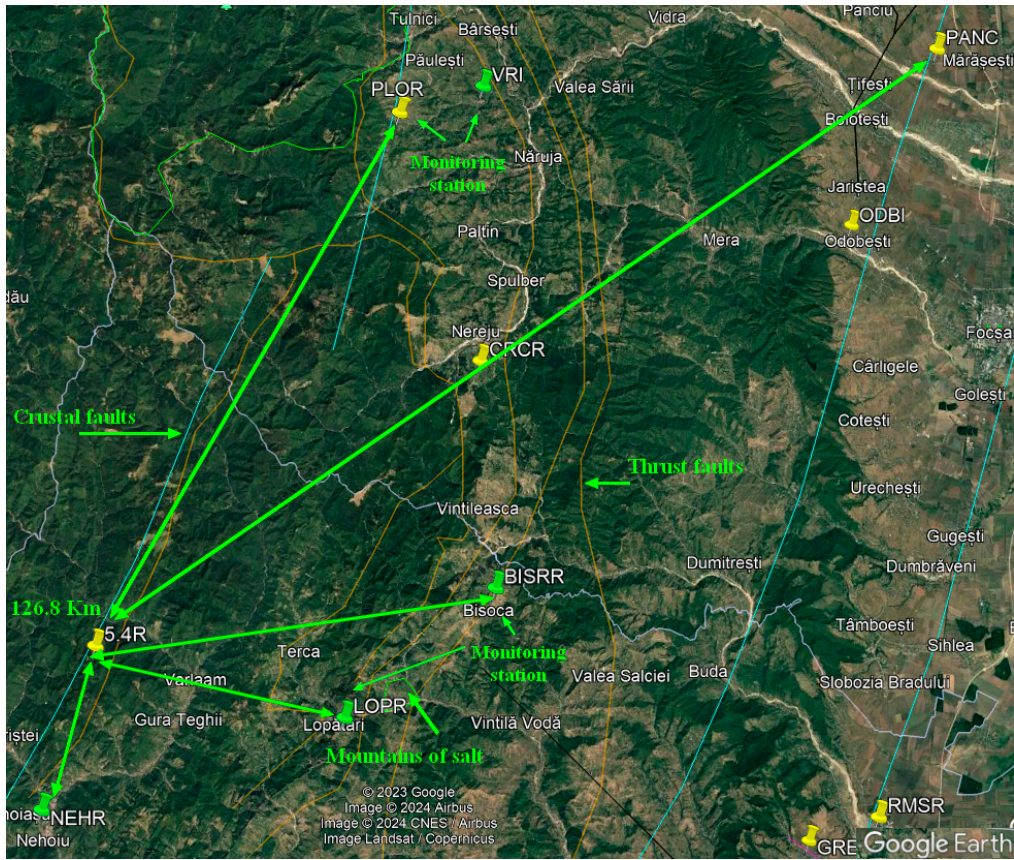 Tulnici
Bârsești
Vidra
Panciu
PANC
Mărășești
Păulești
VRI
PLOR
Valea Sării
Țifești
Bolotești
Monitoring
station
Năruja
Jariștea
ODBI
Odobești
Paltin
Mera
dău
Spulber
Nereju
CRCR
Focșa
Cârligele
Golești
Crustal faults
Cotești
Thrust faults
Urechești
Vintileasca
Gugești
Dumitrești
Dumbrăveni
BISRR
Bisoca
126.8 Km
5.4R
Tâmboești
Sihlea
Terca
Monitoring
station
Varlaam
Valea Salciei
Buda
Slobozia Bradului
Gura Teghii
LOPR
Lopătari
Vintilă Vodă
riștei
Mountains of salt
© 2023 Google
Image © 2024 Airbus
Image © 2024 CNES / Airbus
Image Landsat / Copernicus
NEHR
Nehoiu
RMSR
GRE
Google Earth